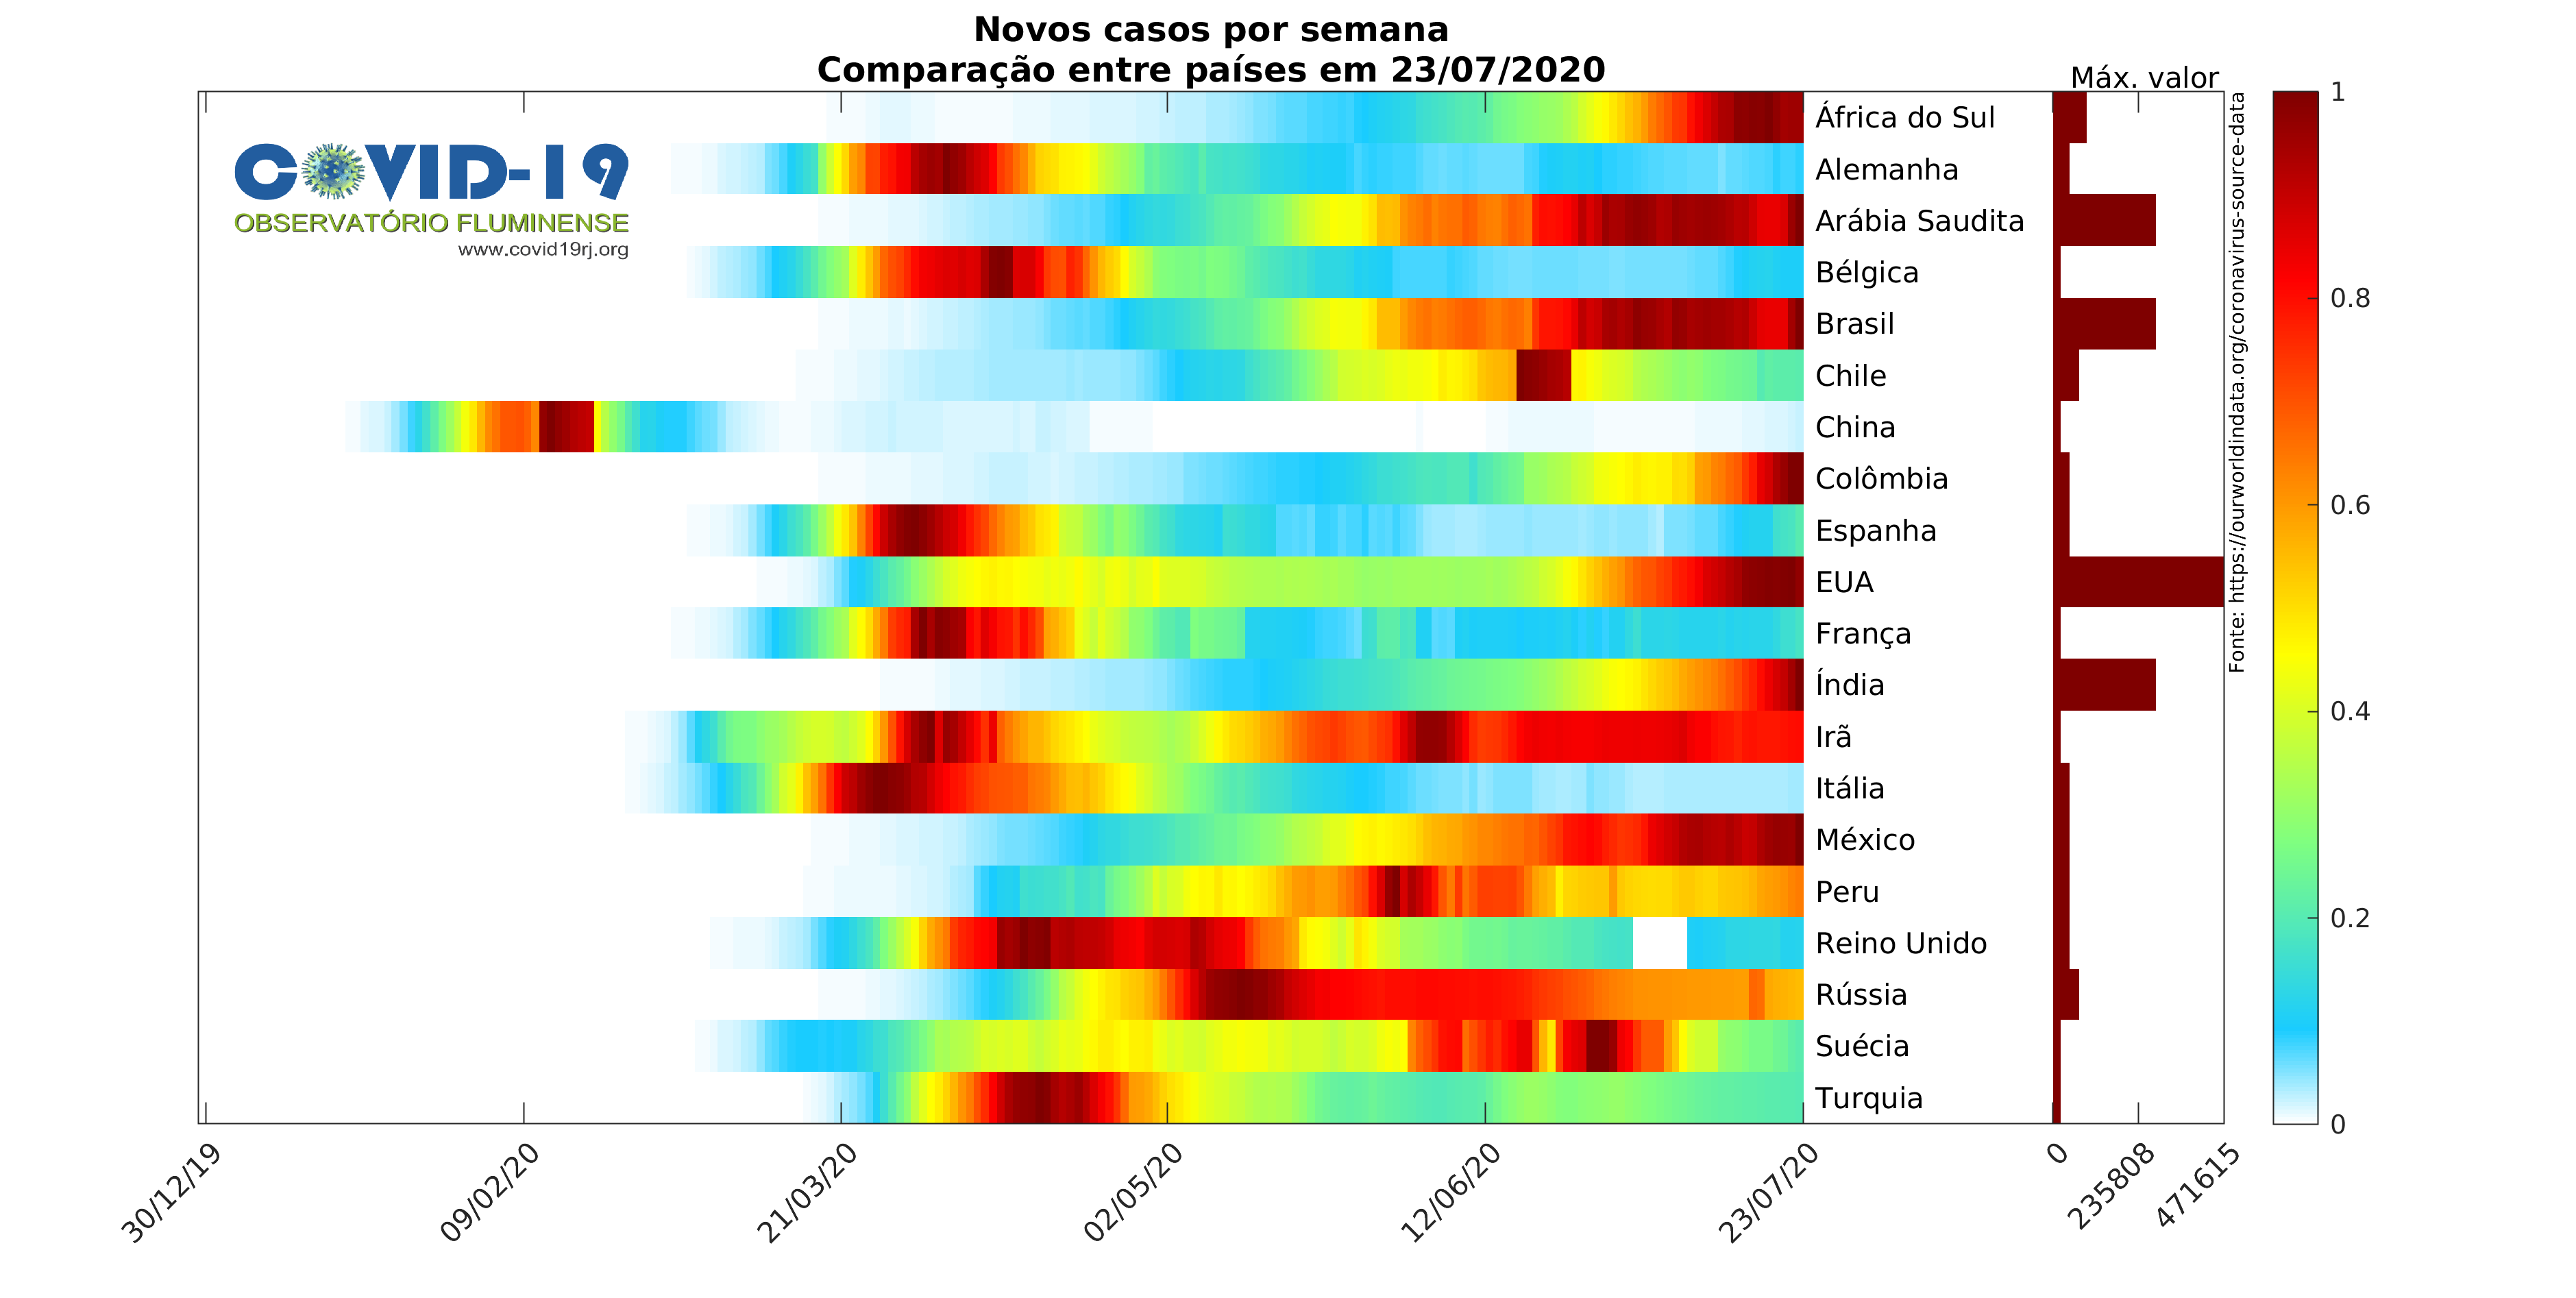 Novos casos por semana
Comparação entre países em 23/07/2020
Máx. valor
COVID-19
OBSERVATÓRIO FLUMINENSE
www.covid19rj.org
África do Sul
Alemanha
Arábia Saudita
Bélgica
Brasil
Chile
China
Colômbia
Espanha
EUA
França
Índia
Irã
Itália
México
Peru
Reino Unido
Rússia
Suécia
Turquia
Fonte: https://ourworldindata.org/coronavirus-source-data
1
0.8
0.6
0.4
0.2
0
30/12/19
09/02/20
21/03/20
02/05/20
12/06/20
23/07/20
0
235808
471615